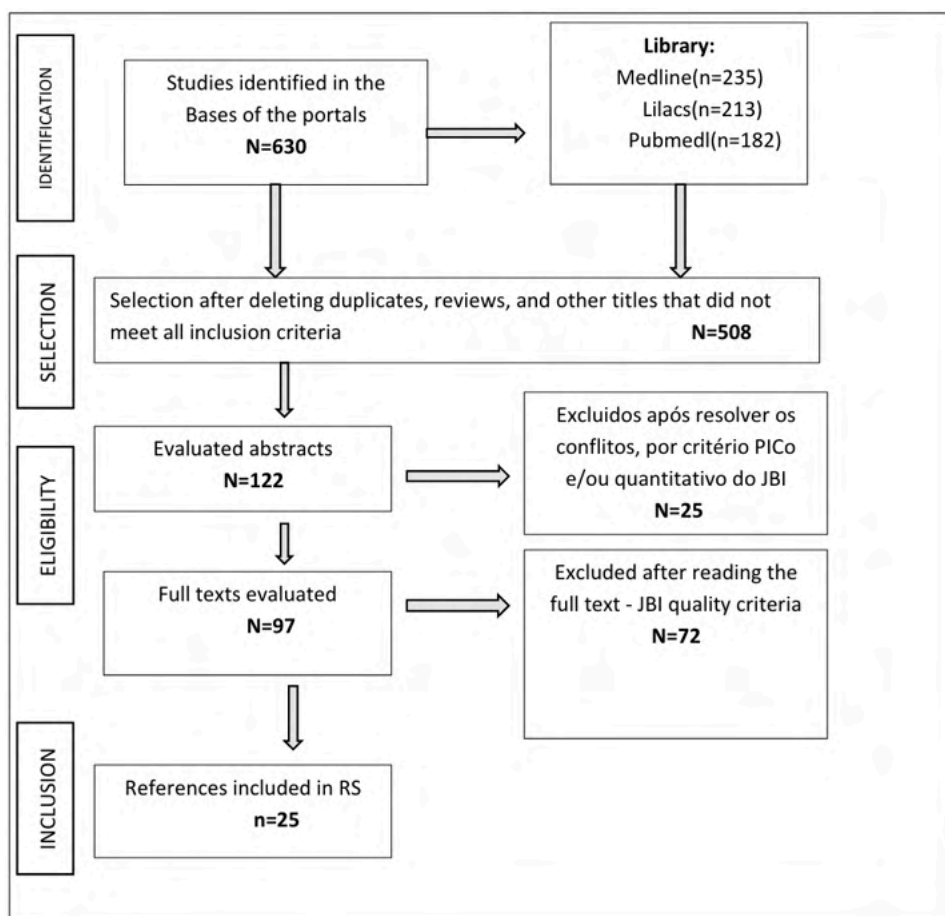 IDENTIFICATION
Studies identified in the
Bases of the portals
N=630
Library:
Medline(n=235)
Lilacs(n=213)
Pubmedl(n=182)
SELECTION
Selection after deleting duplicates, reviews, and other titles that did not
meet all inclusion criteria N=508
ELIGIBILITY
Evaluated abstracts
N=122
Excluidos após resolver os
conflitos, por critério PICo
e/ou quantitativo do JBI
N=25
Full texts evaluated
N=97
Excluded after reading the
full text - JBI quality criteria
N=72
INCLUSION
References included in RS
n=25